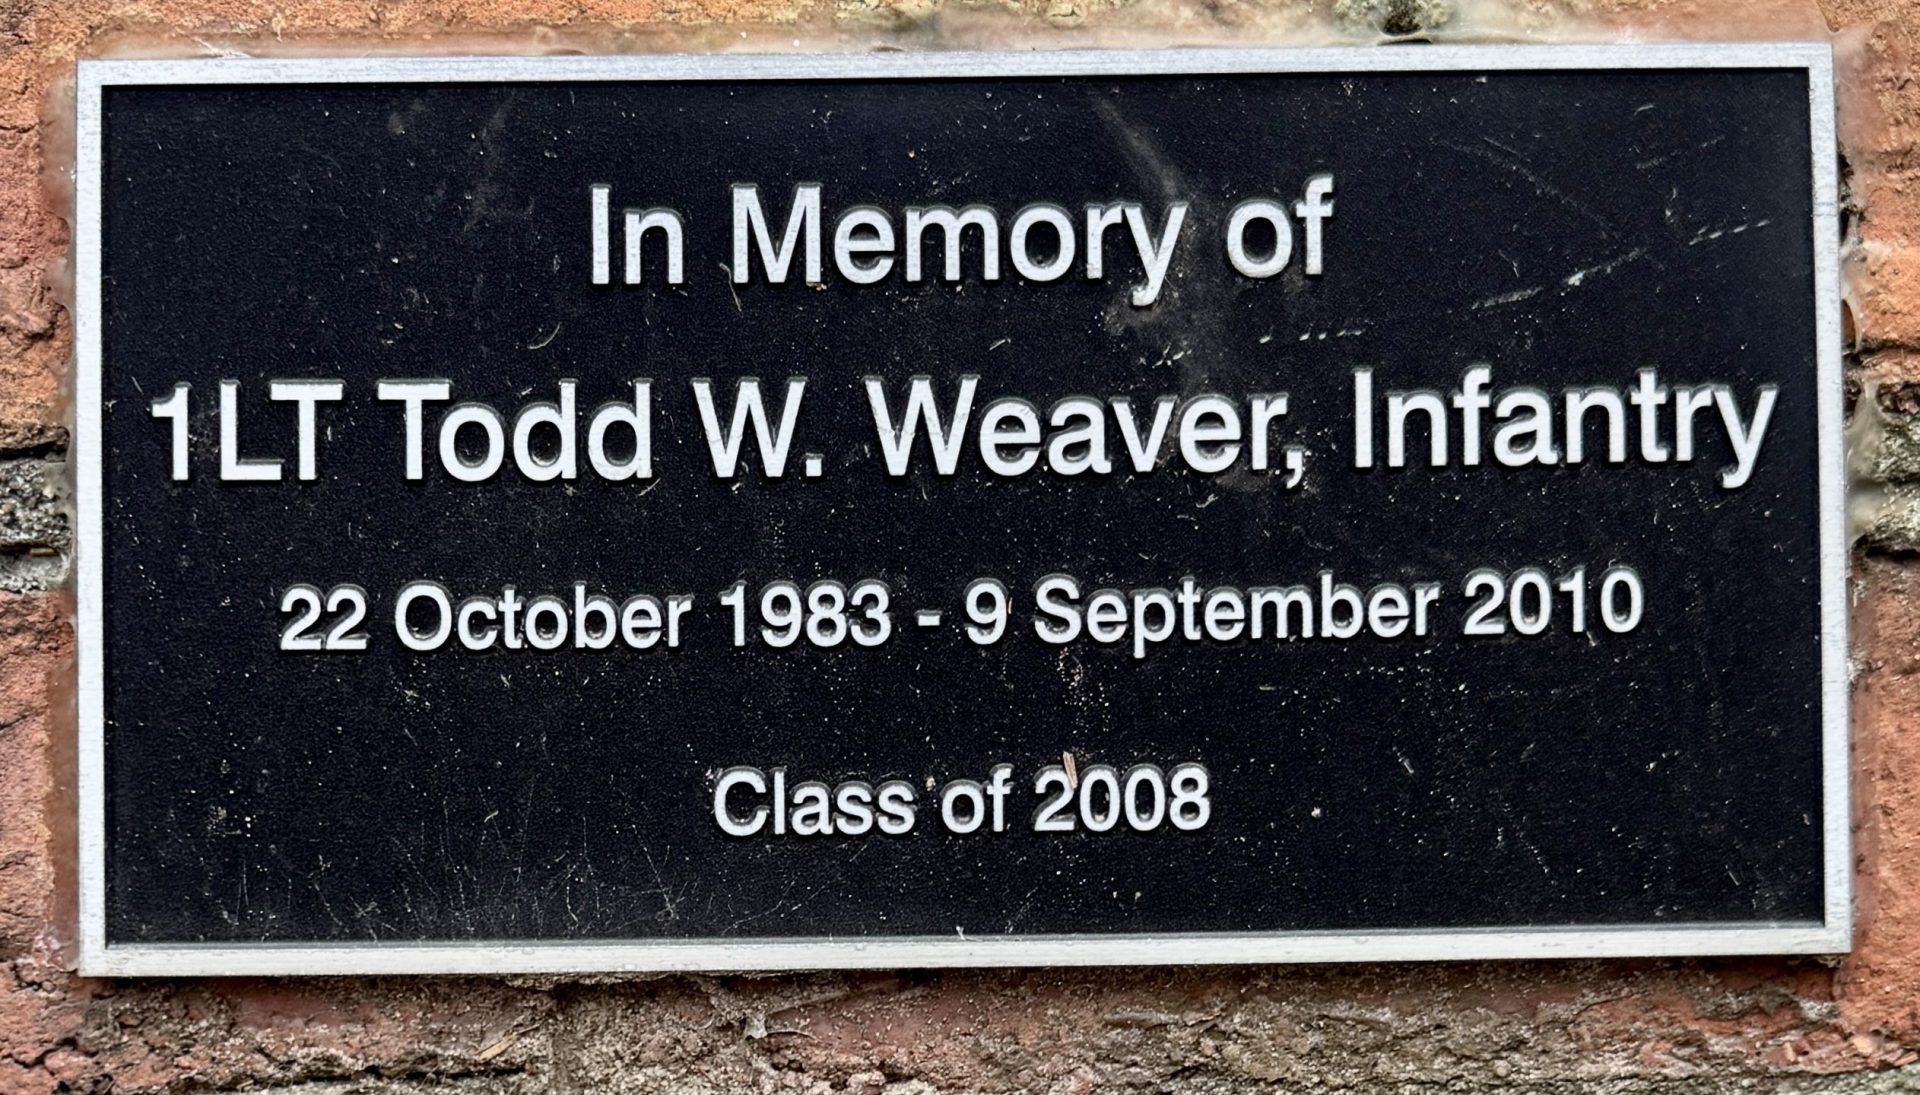 In Memory of
1LT Todd W. Weaver, Infantry
22 October 1983 - 9 September 2010
Class of 2008